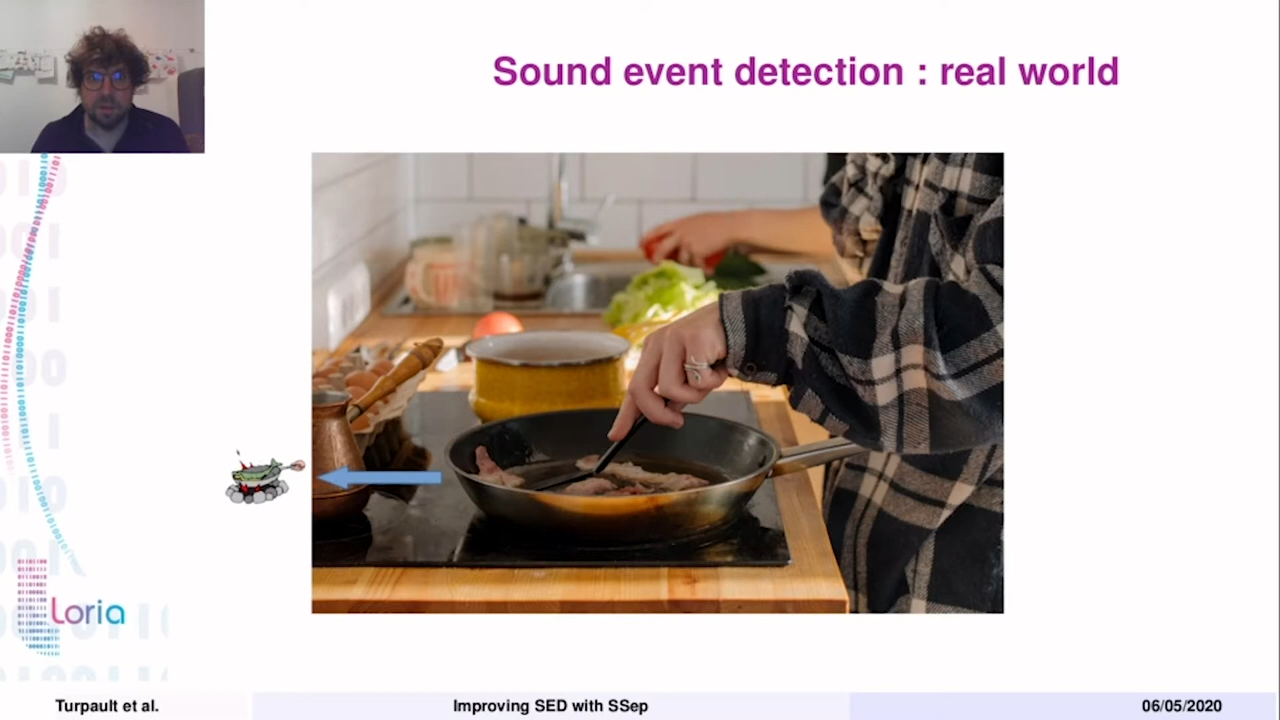 Sound event detection : real world
Loria
Turpault et al.
Improving SED with SSep
06/05/2020